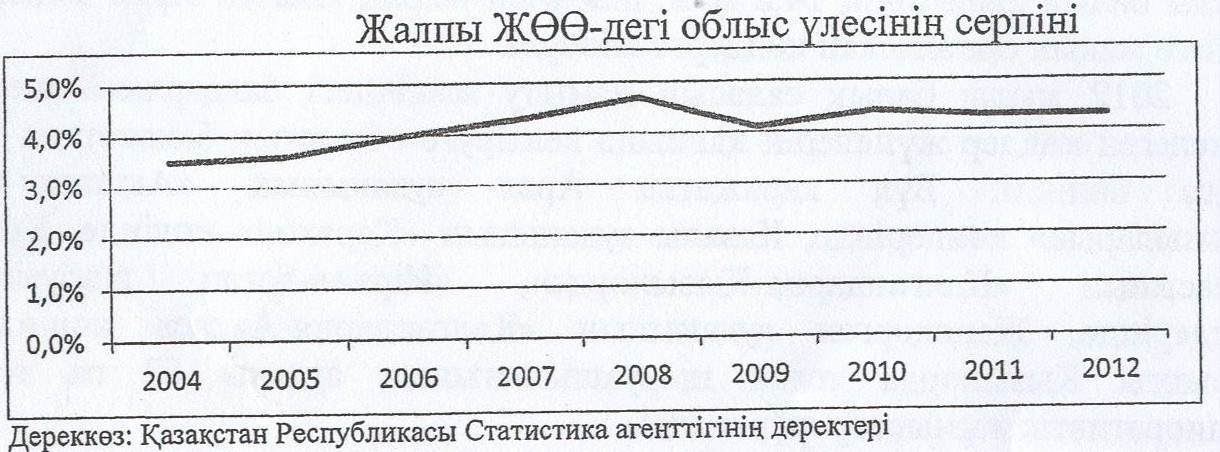 Жалпы ЖӨӨ-дегі облыс үлесінің серпіні
5,0%
4,0%
3,0%
2,0%
1,0%
0,0%
2004 2005 2006 2007 2008 2009 2010 2011 2012
Дереккөз: Қазақстан Республикасы Статистика агенттігінің деректері